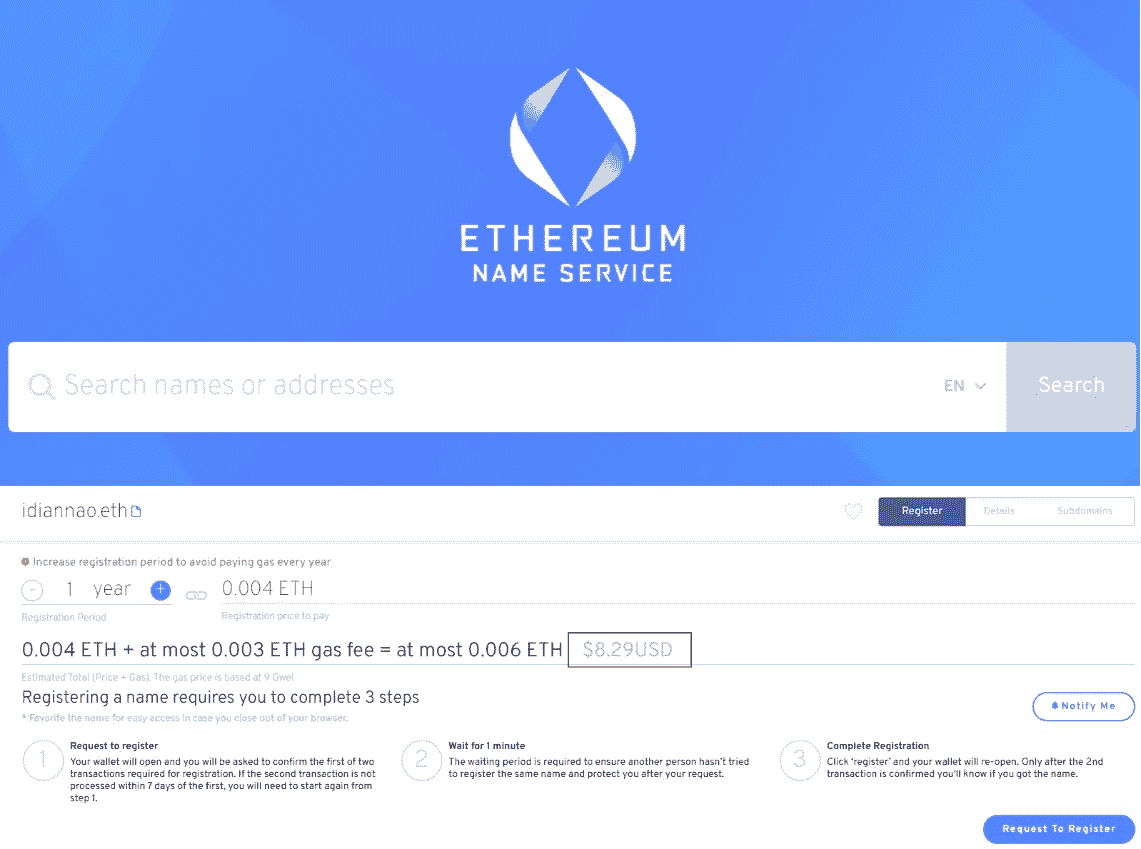 ETHEREUM
NAME SERVICE
Search names or addresses
EN
Search
idiannao.eth
Register
Details
Subdomains
Increase registration period to avoid paying gas every year
- 1 year +
0.004 ETH
Registration Period
Registration price to pay
0.004 ETH + at most 0.003 ETH gas fee = at most 0.006 ETH $8.29USD
Estimated Total (Price + Gas). The gas price is based at 9 Gwei
Registering a name requires you to complete 3 steps
* Favorite the name for easy access in case you close out of your browser.
Notify Me
1
Request to register
Your wallet will open and you will be asked to confirm the first of two
transactions required for registration. If the second transaction is not
processed within 7 days of the first, you will need to start again from
step 1.
2
Wait for 1 minute
The waiting period is required to ensure another person hasn't tried
to register the same name and protect you after your request.
3
Complete Registration
Click 'register' and your wallet will re-open. Only after the 2nd
transaction is confirmed you'll know if you got the name.
Request To Register